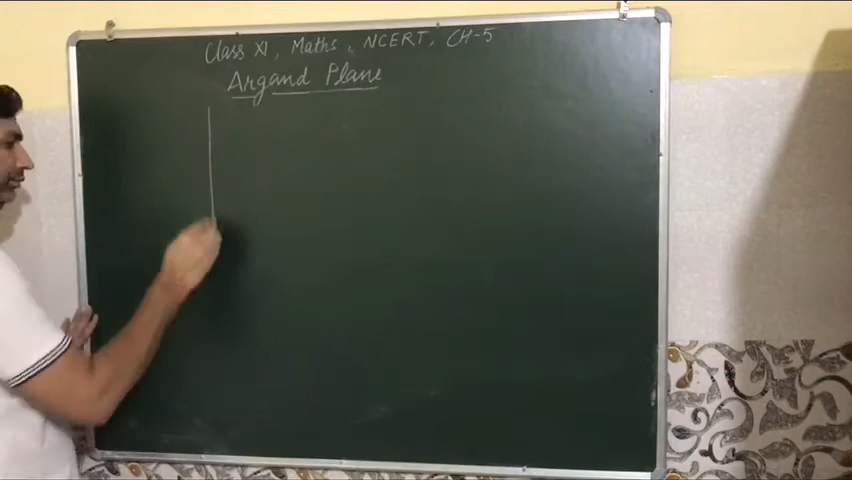 Class XI, Maths, NCERT, CH-5
Argand Plane